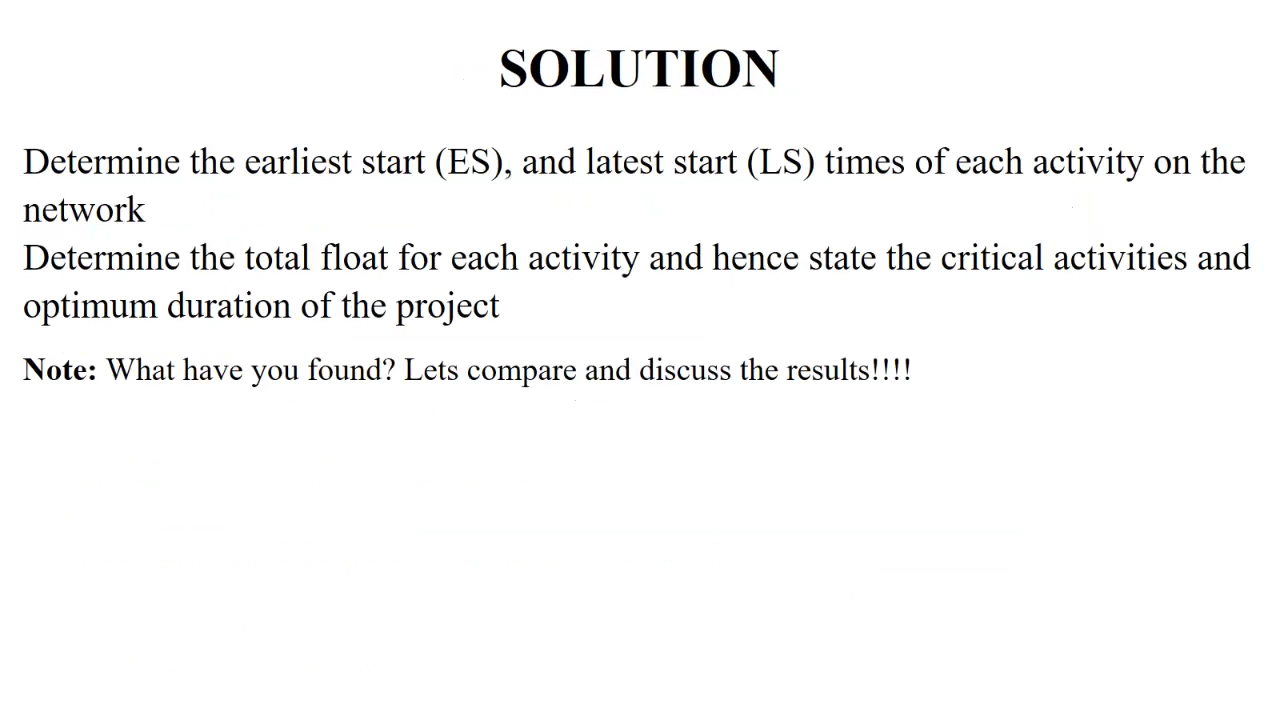 SOLUTION
Determine the earliest start (ES), and latest start (LS) times of each activity on the
network
Determine the total float for each activity and hence state the critical activities and
optimum duration of the project
Note: What have you found? Lets compare and discuss the results!!!!